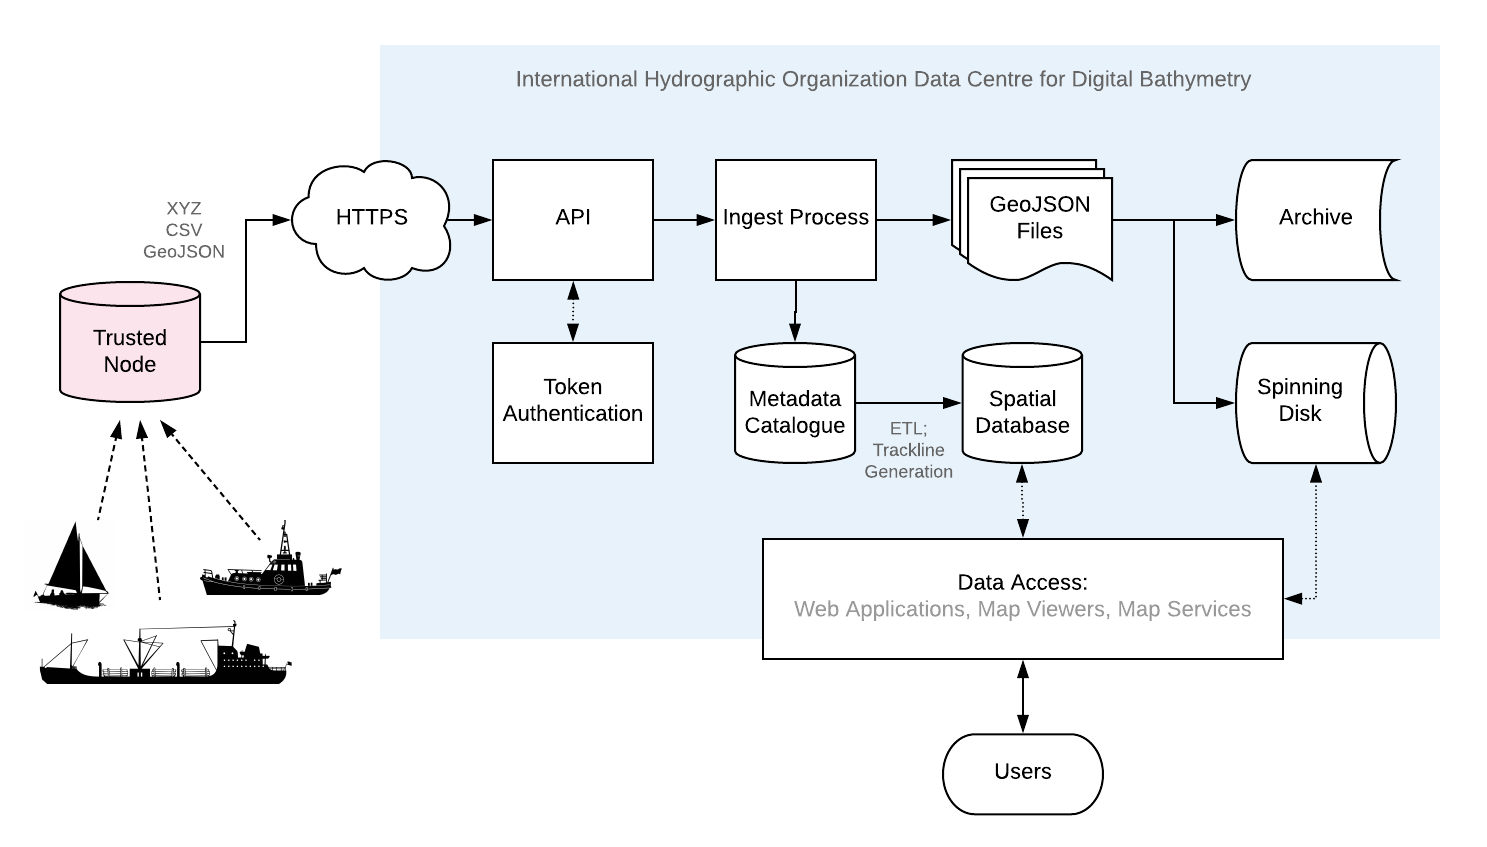 International Hydrographic Organization Data Centre for Digital Bathymetry
XYZ
CSV
GeoJSON
HTTPS
API
Ingest Process
GeoJSON
Files
Archive
Trusted
Node
Token
Authentication
Metadata
Catalogue
ETL;
Trackline
Generation
Spatial
Database
Spinning
Disk
Data Access:
Web Applications, Map Viewers, Map Services
Users